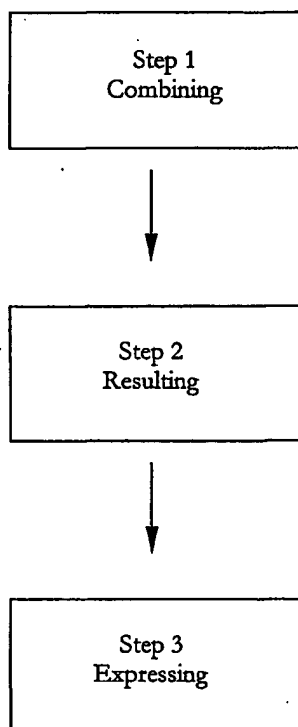 Step 1
Combining
Step 2
Resulting
Step 3
Expressing